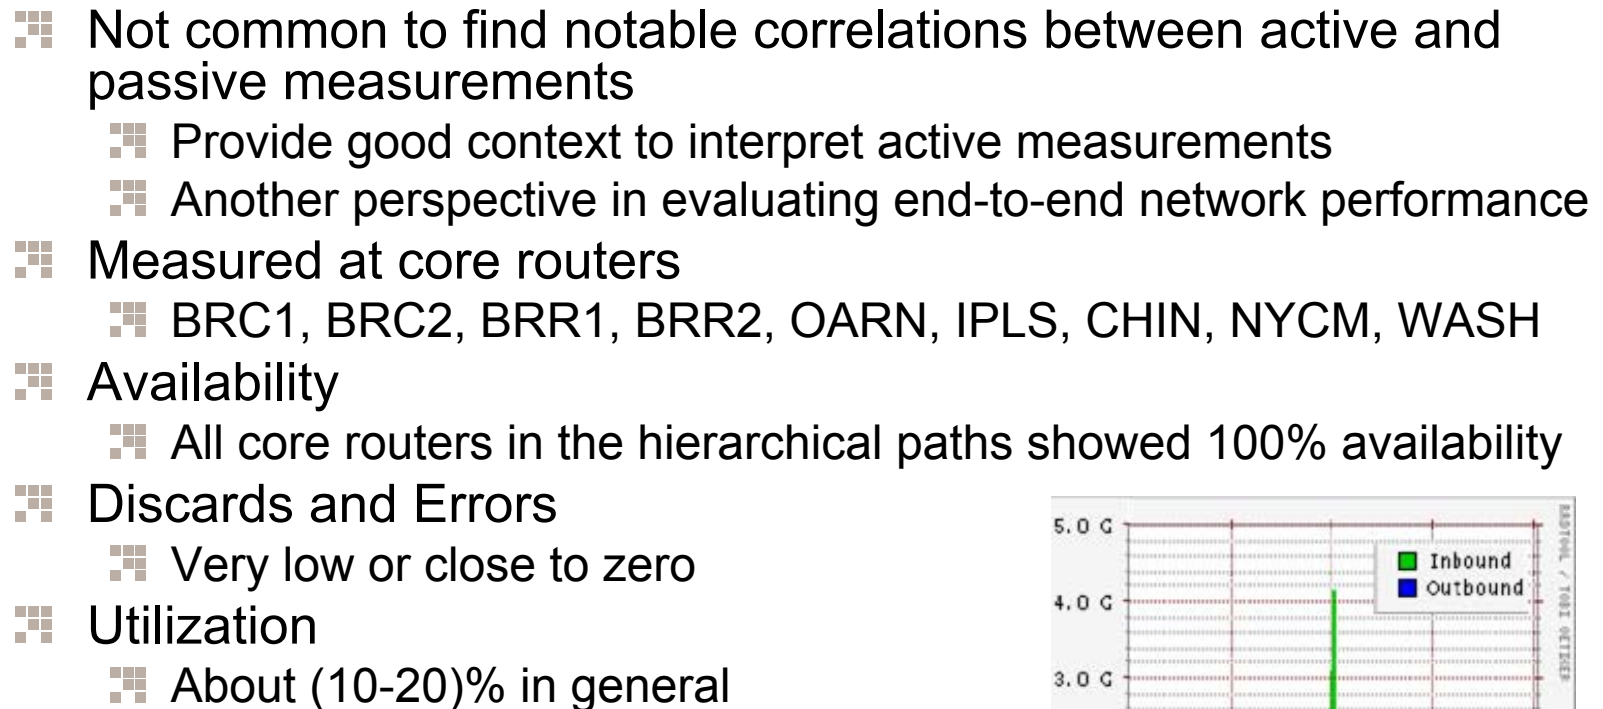 Not common to find notable correlations between active and
passive measurements
Provide good context to interpret active measurements
Another perspective in evaluating end-to-end network performance
Measured at core routers
BRC1, BRC2, BRR1, BRR2, OARN, IPLS, CHIN, NYCM, WASH
Availability
All core routers in the hierarchical paths showed 100% availability
Discards and Errors
Very low or close to zero
Utilization
About (10-20)% in general
5.0 G
4.0 G
3.0 G
Inbound
Outbound
RRDTOOL / TOBI OETIKER